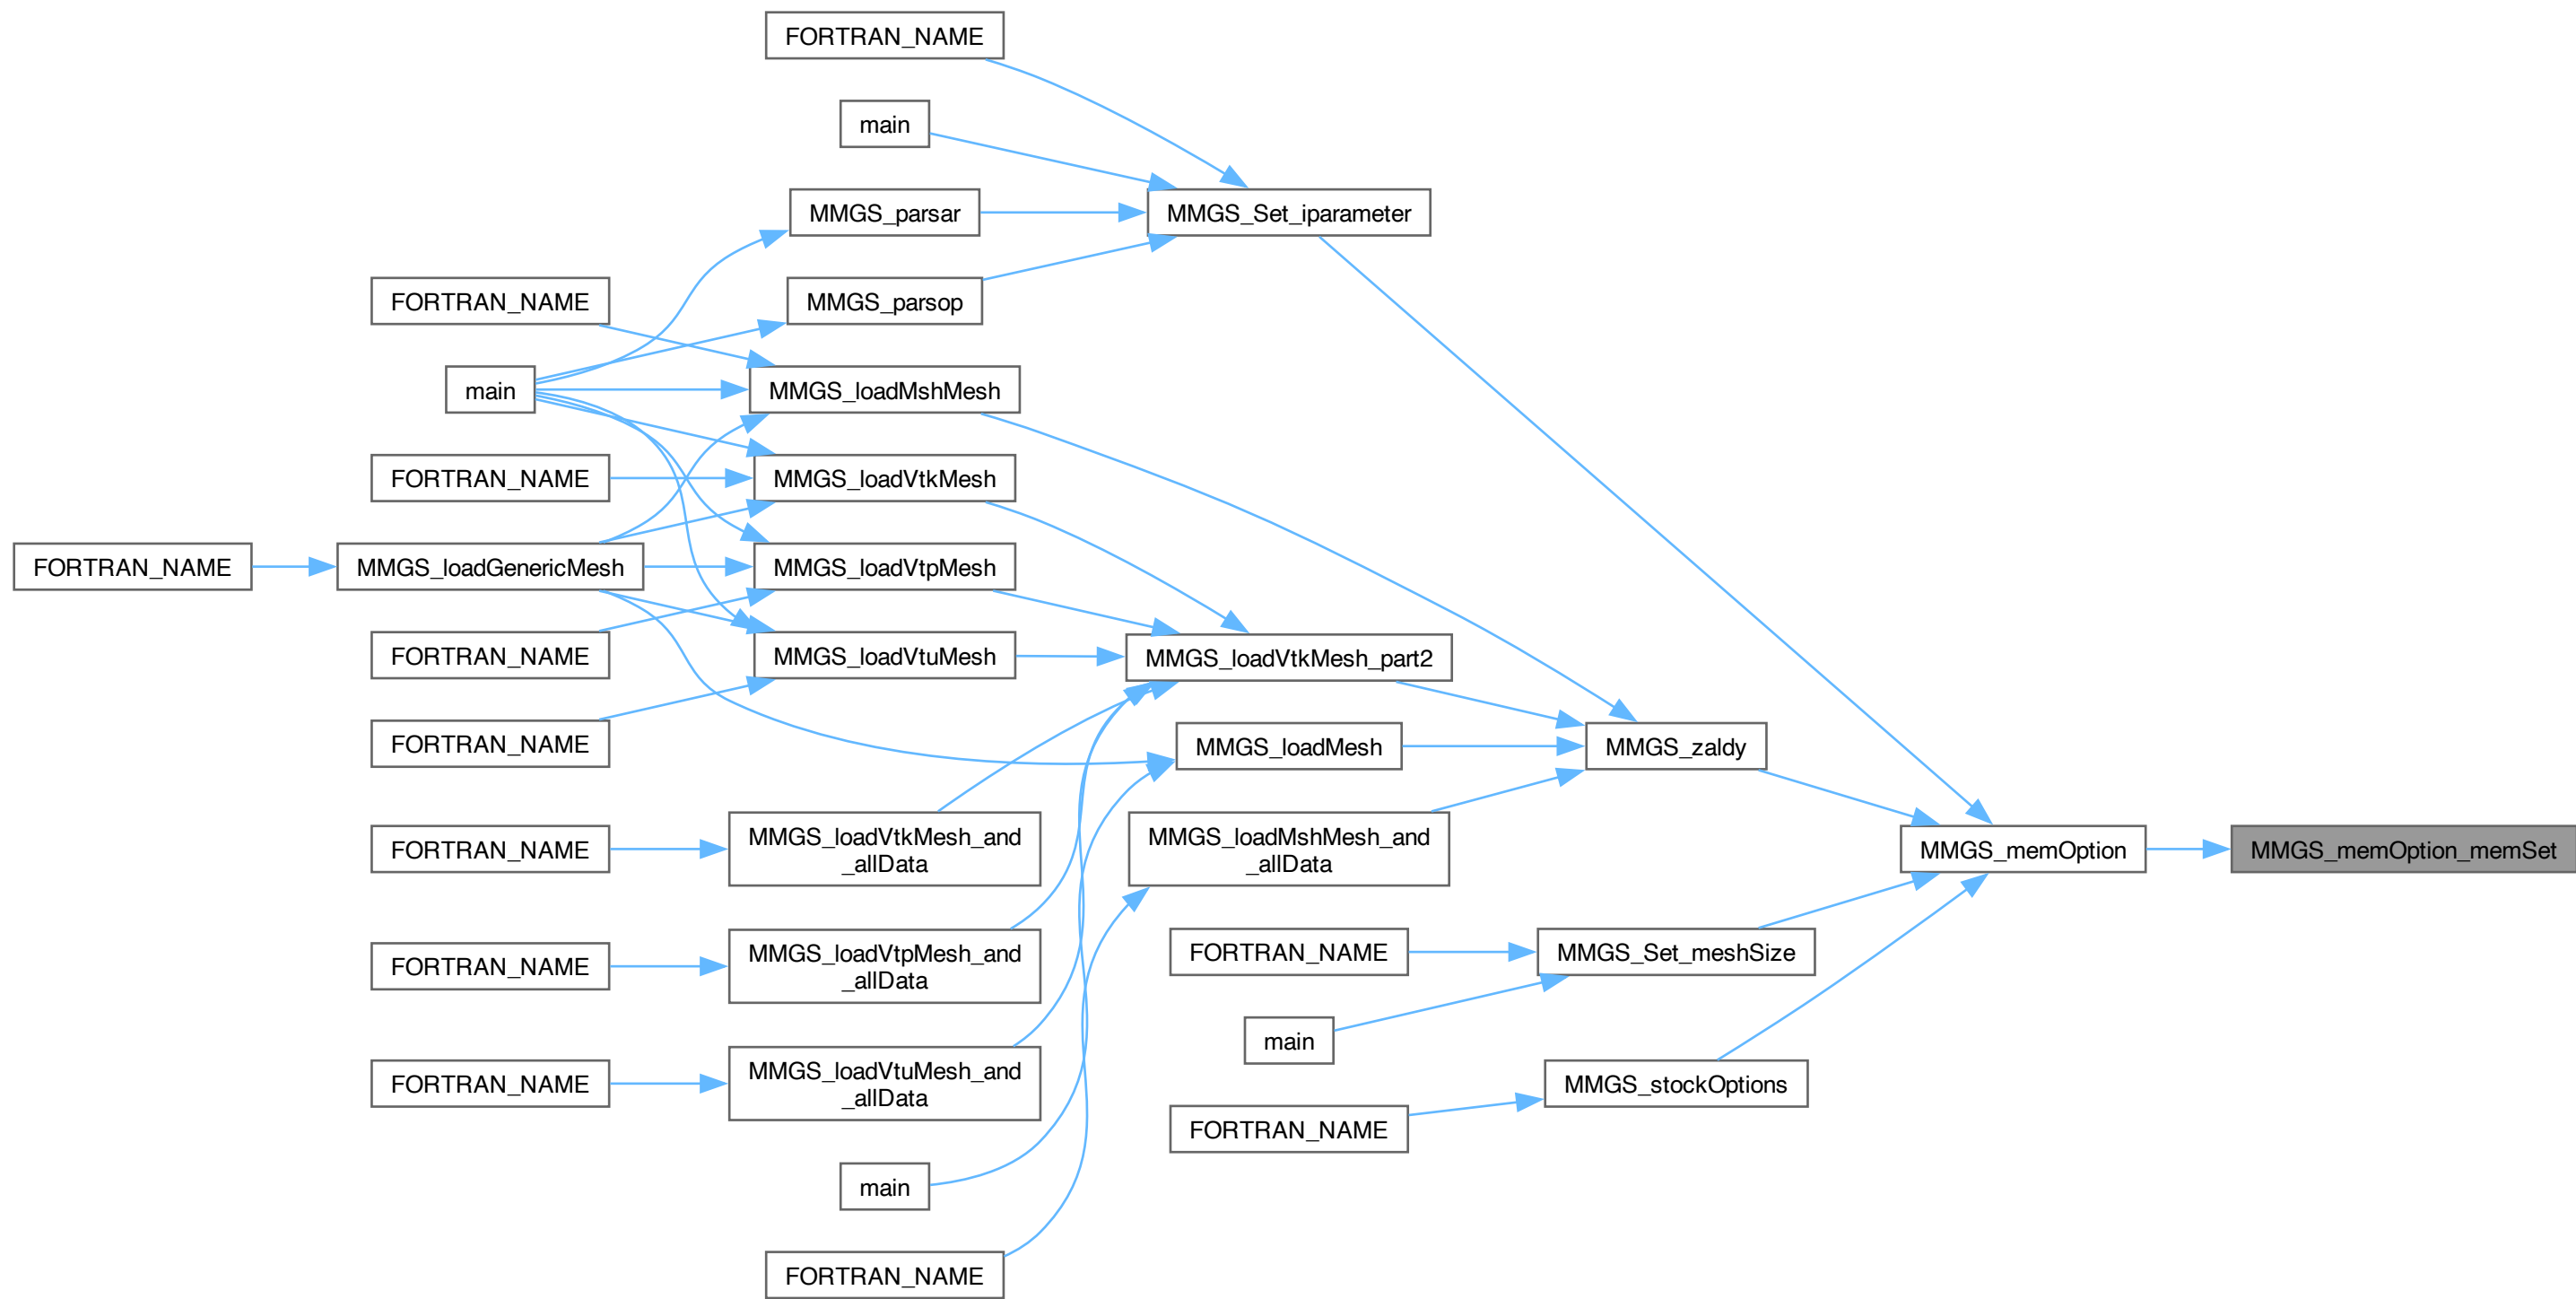 FORTRAN_NAME
main
MMGS_parsar
MMGS_Set_iparameter
FORTRAN_NAME
MMGS_parsop
main
MMGS_loadMshMesh
FORTRAN_NAME
MMGS_loadVtkMesh
FORTRAN_NAME
MMGS_loadGenericMesh
MMGS_loadVtpMesh
FORTRAN_NAME
MMGS_loadVtuMesh
MMGS_loadVtkMesh_part2
FORTRAN_NAME
MMGS_loadMesh
MMGS_zaldy
FORTRAN_NAME
MMGS_loadVtkMesh_and
_allData
MMGS_loadMshMesh_and
_allData
MMGS_memOption
MMGS_memOption_memSet
FORTRAN_NAME
MMGS_loadVtpMesh_and
_allData
FORTRAN_NAME
MMGS_Set_meshSize
main
FORTRAN_NAME
MMGS_loadVtuMesh_and
_allData
MMGS_stockOptions
FORTRAN_NAME
main
FORTRAN_NAME